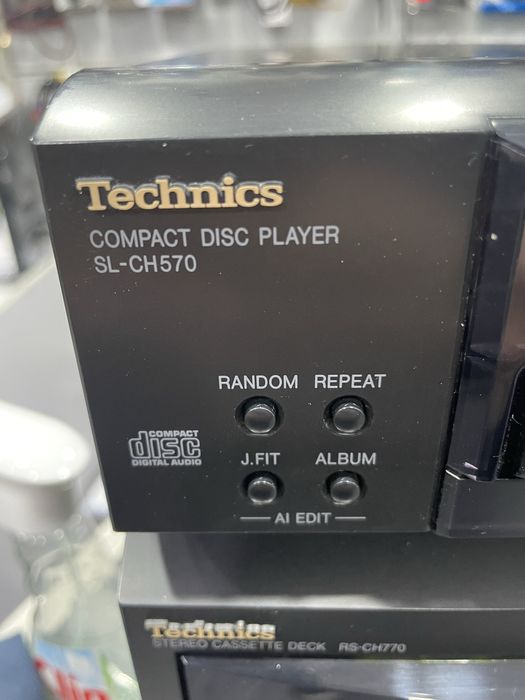 Technics
COMPACT DISC PLAYER
SL-CH570
RANDOM REPEAT
COMPACT
disc
DIGITAL AUDIO
J.FIT ALBUM
AI EDIT
Technics
STEREO CASSETTE DECK RS-CH770